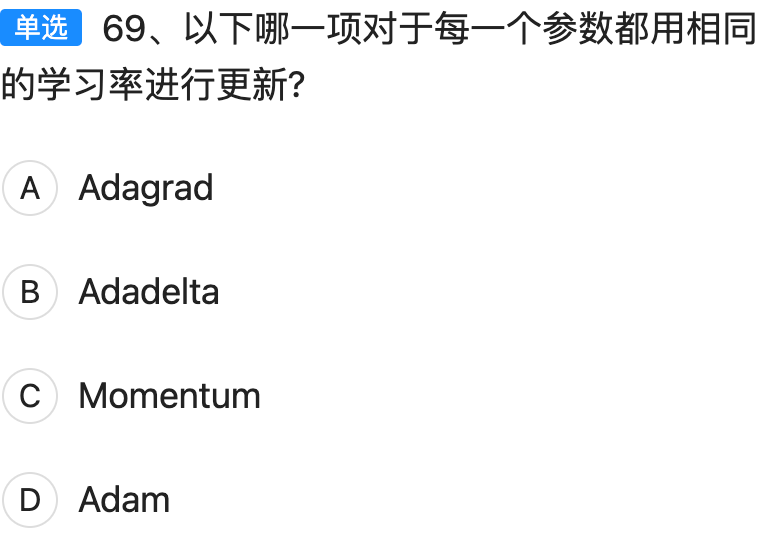 单选 69、以下哪一项对于每一个参数都用相同
的学习率进行更新?
A Adagrad
B Adadelta
C Momentum
D Adam